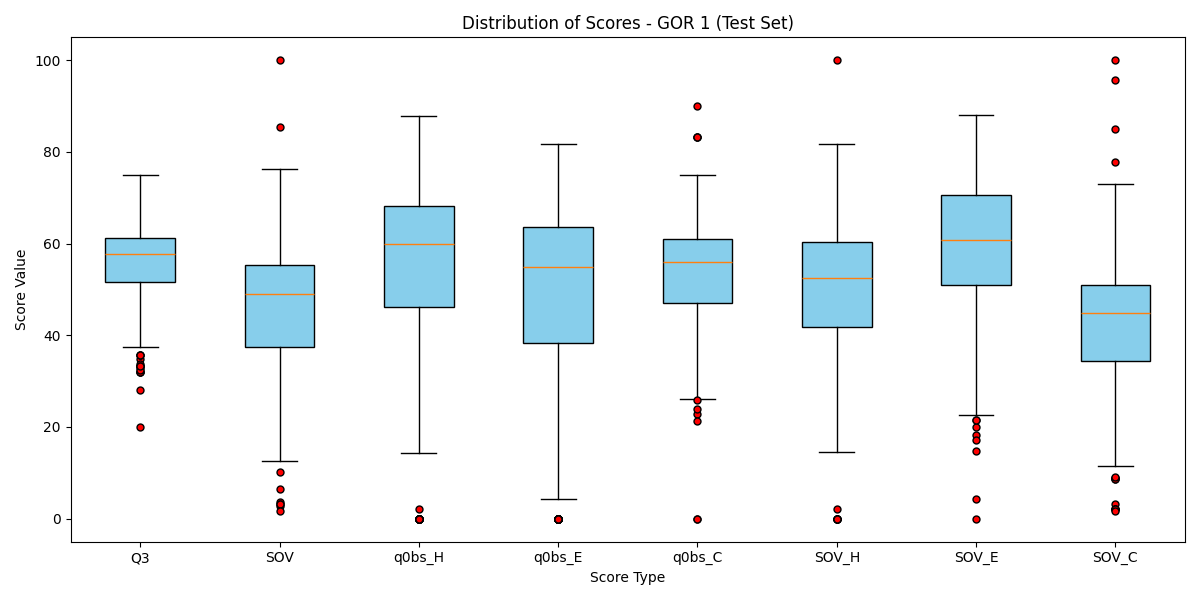 Distribution of Scores - GOR 1 (Test Set)
Score Value
100
80
60
40
20
0
Q3 SOV q0bs_H q0bs_E q0bs_C SOV_H SOV_E SOV_C
Score Type